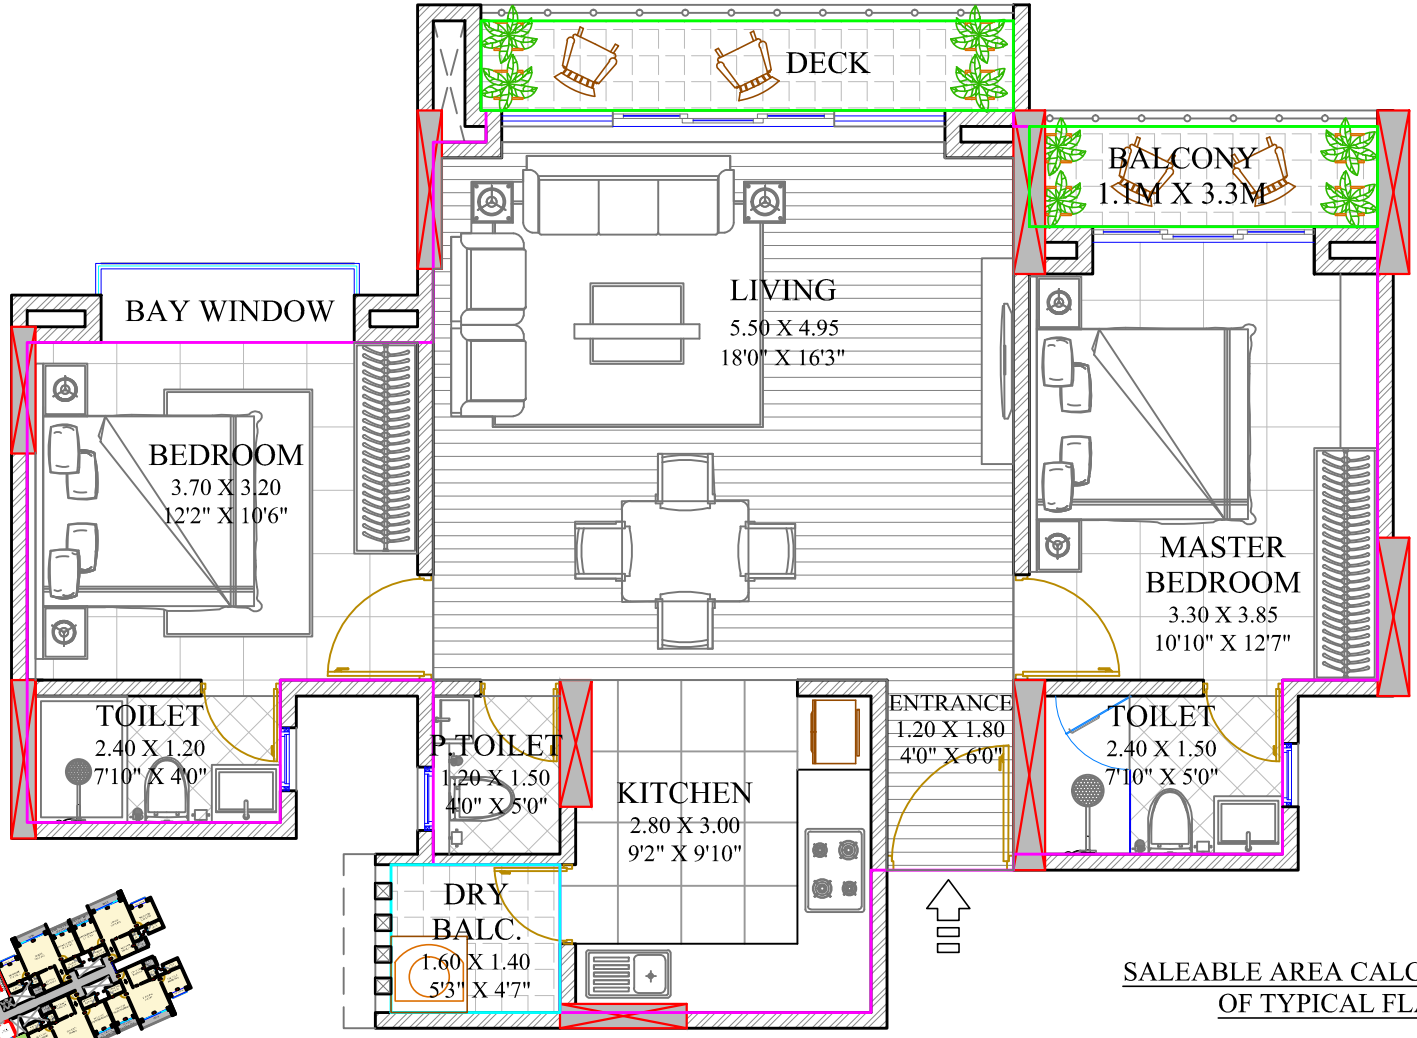 DECK
BALCONY
1.1M X 3.3M
BAY WINDOW
LIVING
5.50 X 4.95
18'0" X 16'3"
BEDROOM
3.70 X 3.20
12'2" X 10'6"
MASTER
BEDROOM
3.30 X 3.85
10'10" X 12'7"
TOILET
2.40 X 1.20
7'10" X 4'0"
P.TOILET
1.20 X 1.50
4'0" X 5'0"
KITCHEN
2.80 X 3.00
9'2" X 9'10"
ENTRANCE
1.20 X 1.80
4'0" X 6'0"
TOILET
2.40 X 1.50
7'10" X 5'0"
DRY
BALC.
1.60 X 1.40
5'3" X 4'7"
SALEABLE AREA CALC
OF TYPICAL FLA